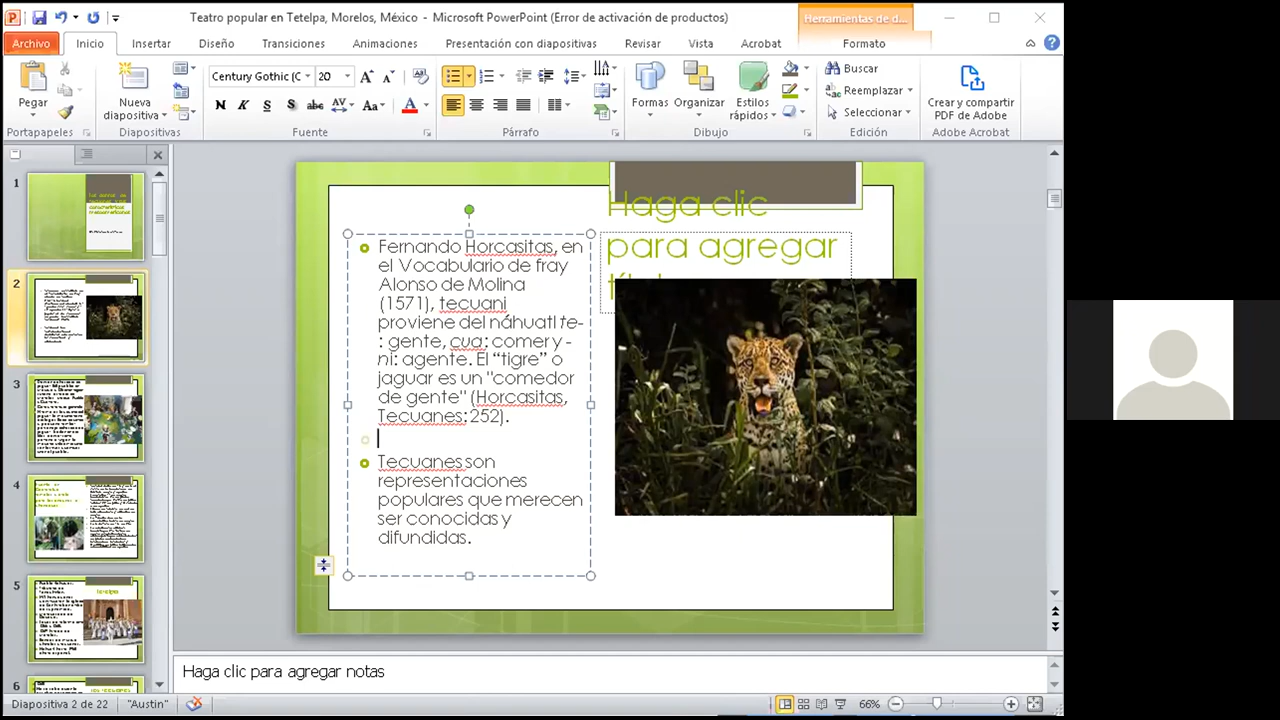 Teatro popular en Tetelpa, Morelos, México - Microsoft PowerPoint (Error de activación de productos)
Herramientas de d...
Archivo
Inicio
Insertar
Diseño
Transiciones
Animaciones
Presentación con diapositivas
Revisar
Vista
Acrobat
Formato
Pegar
Nueva
diapositiva
Century Gothic (C
20
N K S S abc AV Aa A
Formas
Organizar
Estilos
rápidos
Buscar
Reemplazar
Seleccionar
Crear y compartir
PDF de Adobe
Portapapeles
Diapositivas
Fuente
Párrafo
Dibujo
Edición
Adobe Acrobat
1
2
3
4
5
6
Haga clic
para agregar
Fernando Horcasitas, en
el Vocabulario de fray
Alonso de Molina
(1571), tecuani
proviene del náhuatl te-
: gente, cua: comer y -
ni: agente. El “tigre” o
jaguar es un "comedor
de gente" (Horcasitas,
Tecuanes: 252).
Tecuanes son
representaciones
populares que merecen
ser conocidas y
difundidas.
Haga clic para agregar notas
Diapositiva 2 de 22
"Austin"
66%